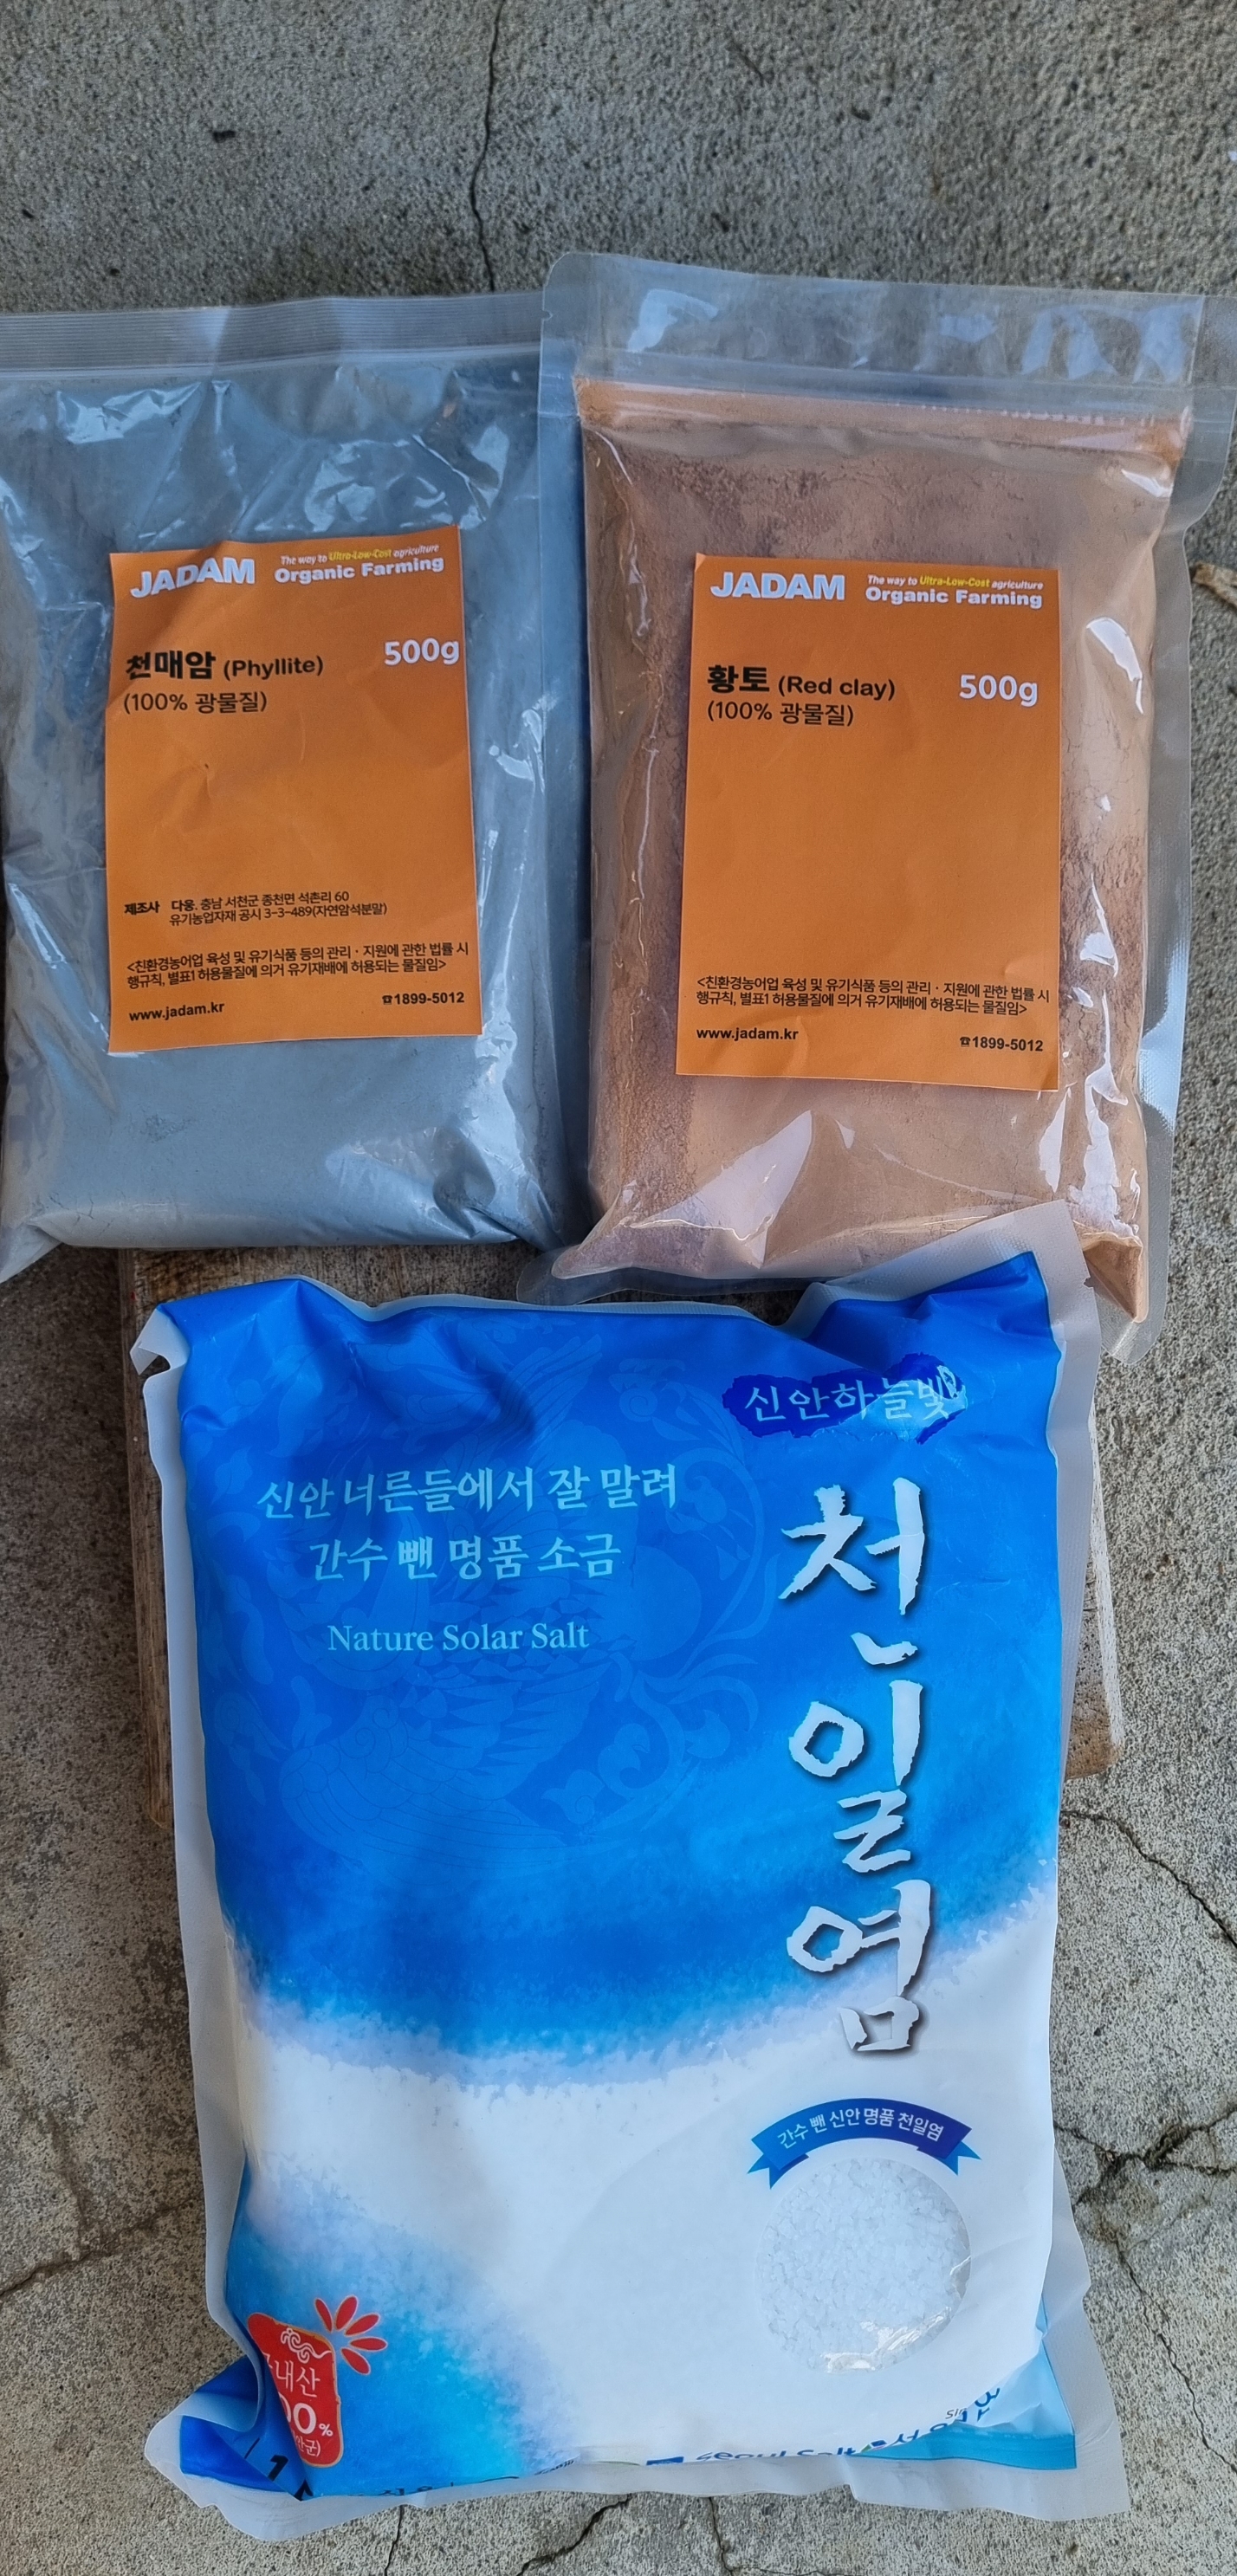 JADAM The way to Ultra-Low-Cost agriculture
Organic Farming
천매암 (Phyllite) 500g
(100% 광물질)
제조사 다웅. 충남 서천군 종천면 석촌리 60
유기농업자재 공시 3-3-489(자연암석분말)
<친환경농어업 육성 및 유기식품 등의 관리 · 지원에 관한 법률 시
행규칙, 별표1 허용물질에 의거 유기재배에 허용되는 물질임>
www.jadam.kr ☎1899-5012
JADAM The way to Ultra-Low-Cost agriculture
Organic Farming
황토 (Red clay) 500g
(100% 광물질)
<친환경농어업 육성 및 유기식품 등의 관리 · 지원에 관한 법률 시
행규칙, 별표1 허용물질에 의거 유기재배에 허용되는 물질임>
www.jadam.kr ☎1899-5012
신안하늘빛
신안 너른들에서 잘 말려
간수 뺀 명품 소금
Nature Solar Salt
천일염
간수 뺀 신안 명품 천일염
Seoul Salt